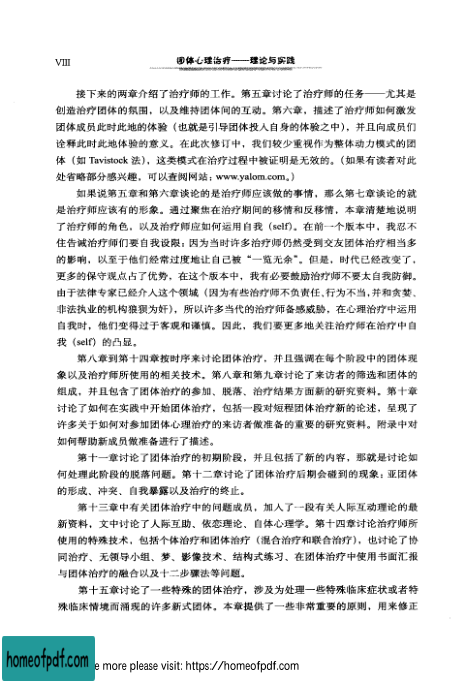 VIII
团体心理治疗——理论与实践
接下来的两章介绍了治疗师的工作。第五章讨论了治疗师的任务——尤其是
创造治疗团体的氛围，以及维持团体间的互动。第六章，描述了治疗师如何激发
团体成员此时此地的体验（也就是引导团体投入自身的体验之中），并且向成员们
诠释此时此地体验的意义。在此次修订中，我们较少重视作为整体动力模式的团
体（如 Tavistock 法），这类模式在治疗过程中被证明是无效的。（如果有读者对此
处省略部分感兴趣，可以查阅网站：www.yalom.com。）
如果说第五章和第六章谈论的是治疗师应该做的事情，那么第七章谈论的就
是治疗师应该有的形象。通过聚焦在治疗期间的移情和反移情，本章清楚地说明
了治疗师的角色，以及治疗师应如何运用自我（self）。在前一个版本中，我忍不
住告诫治疗师们要自我设限：因为当时许多治疗师仍然受到交友团体治疗相当多
的影响，以至于他们经常过度地让自己被“一览无余”。但是，时代已经改变了，
更多的保守观点占了优势，在这个版本中，我有必要鼓励治疗师不要太自我防御。
由于法律专家已经介入这个领域（因为有些治疗师不负责任、行为不当，并和贪婪、
非法执业的机构狼狈为奸），所以许多当代的治疗师备感威胁，在心理治疗中运用
自我时，他们变得过于客观和谨慎。因此，我们要更多地关注治疗师在治疗中自
我（self）的凸显。
第八章到第十四章按时序来讨论团体治疗，并且强调在每个阶段中的团体现
象以及治疗师所使用的相关技术。第八章和第九章讨论了来访者的筛选和团体的
组成，并且包含了团体治疗的参加、脱落、治疗结果方面新的研究资料。第十章
讨论了如何在实践中开始团体治疗，包括一段对短程团体治疗新的论述，呈现了
许多关于如何对参加团体心理治疗的来访者做准备的重要的研究资料。附录中对
如何帮助新成员做准备进行了描述。
第十一章讨论了团体治疗的初期阶段，并且包括了新的内容，那就是讨论如
何处理此阶段的脱落问题。第十二章讨论了团体治疗后期会碰到的现象：亚团体
的形成、冲突、自我暴露以及治疗的终止。
第十三章中有关团体治疗中的问题成员，加入了一段有关人际互动理论的最
新资料，文中讨论了人际互助、依恋理论、自体心理学。第十四章讨论治疗师所
使用的特殊技术，包括个体治疗和团体治疗（混合治疗和联合治疗），也讨论了协
同治疗、无领导小组、梦、影像技术、结构式练习、在团体治疗中使用书面汇报
与团体治疗的融合以及十二步骤法等问题。
第十五章讨论了一些特殊的团体治疗，涉及为处理一些特殊临床症状或者特
殊临床情境而涌现的许多新式团体。本章提供了一些非常重要的原则，用来修正
homeofpdf.com
e more please visit: https://homeofpdf.com